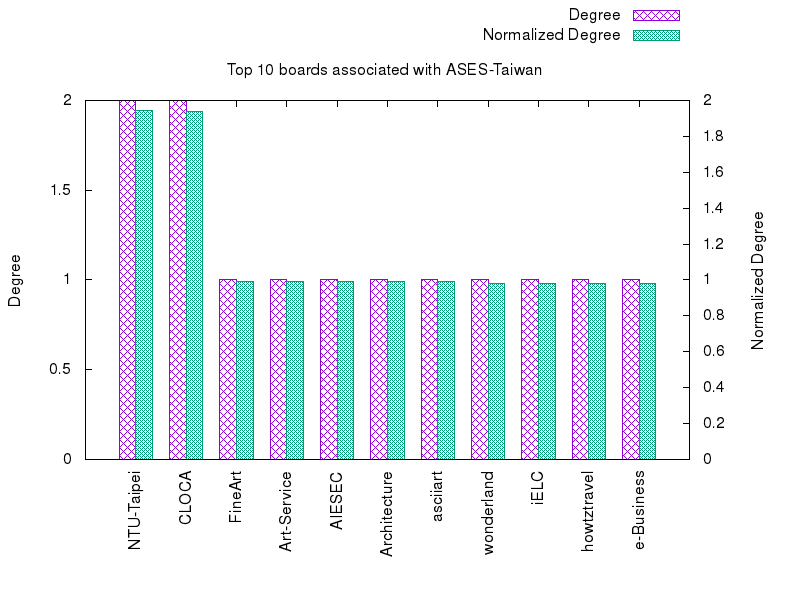 Degree
Normalized Degree
Top 10 boards associated with ASES-Taiwan
2
1.5
1
0.5
0
2
1.8
1.6
1.4
1.2
1
0.8
0.6
0.4
0.2
0
Degree
Normalized Degree
NTU-Taipei
CLOCA
FineArt
Art-Service
AIESEC
Architecture
asciiart
wonderland
iELC
howtztravel
e-Business